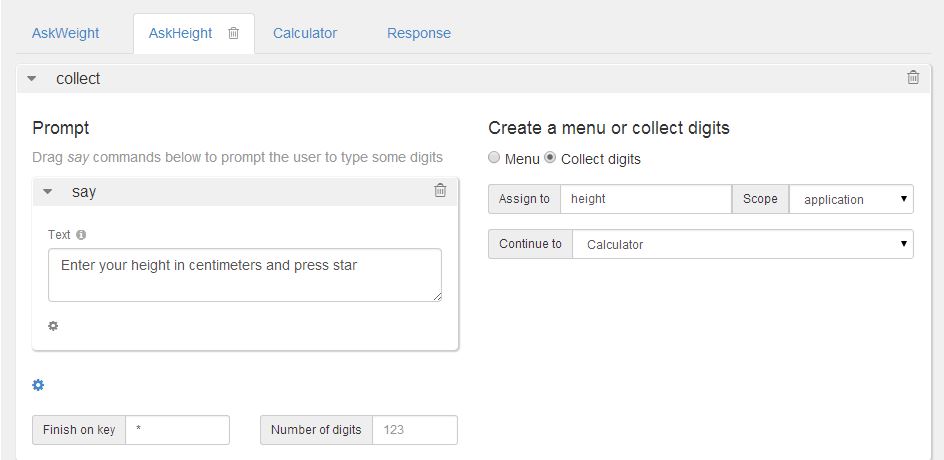 AskWeight AskHeight Calculator Response
collect
Prompt
Drag say commands below to prompt the user to type some digits
say
Text
Enter your height in centimeters and press star
Finish on key *
Number of digits 123
Create a menu or collect digits
Menu Collect digits
Assign to height Scope application
Continue to Calculator